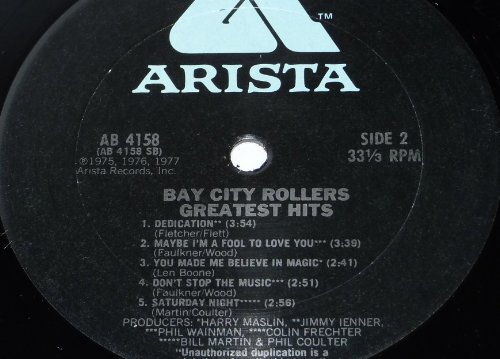 ™
ARISTA
AB 4158
(AB 4158 SB)
℗1975, 1976, 1977
Arista Records, Inc.
SIDE 2
33⅓ RPM
BAY CITY ROLLERS
GREATEST HITS
1. DEDICATION** (3:54)
(Fletcher/Flett)
2. MAYBE I'M A FOOL TO LOVE YOU*** (3:39)
(Faulkner/Wood)
3. YOU MADE ME BELIEVE IN MAGIC* (2:41)
(Len Boone)
4. DON'T STOP THE MUSIC**** (2:51)
(Faulkner/Wood)
5. SATURDAY NIGHT***** (2:56)
(Martin/Coulter)
PRODUCERS: *HARRY MASLIN, **JIMMY IENNER,
***PHIL WAINMAN, ****COLIN FRECHTER
*****BILL MARTIN & PHIL COULTER
"Unauthorized duplication is a